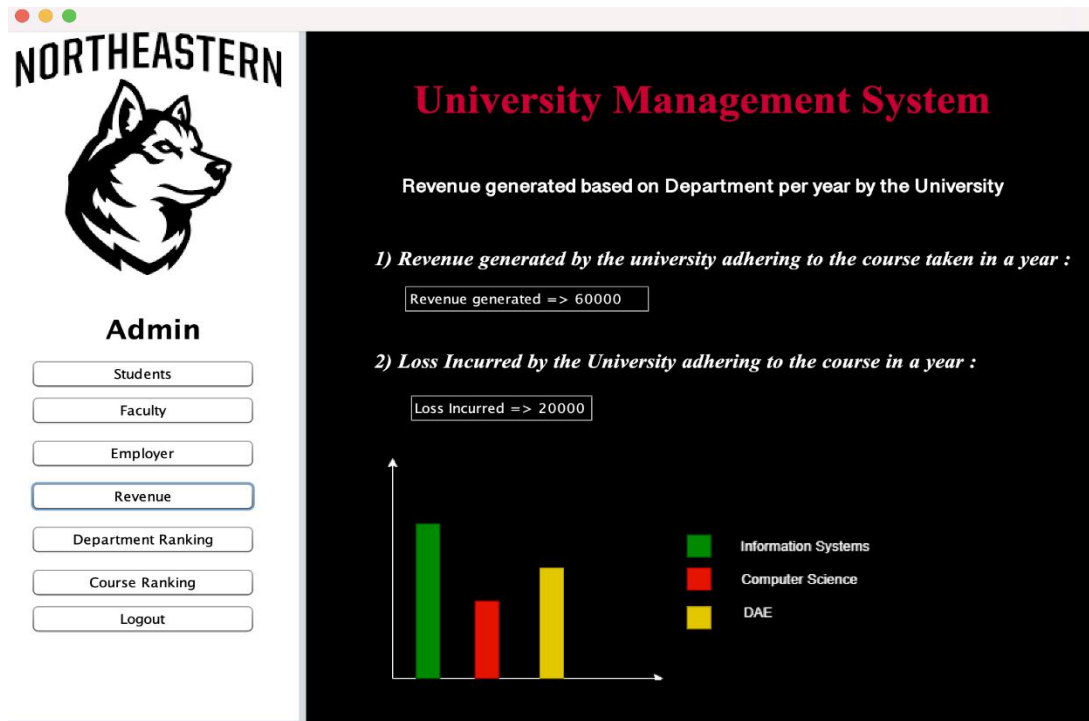 NORTHEASTERN
Admin
Students
Faculty
Employer
Revenue
Department Ranking
Course Ranking
Logout
University Management System
Revenue generated based on Department per year by the University
1) Revenue generated by the university adhering to the course taken in a year :
Revenue generated => 60000
2) Loss Incurred by the University adhering to the course in a year :
Loss Incurred => 20000
Information Systems
Computer Science
DAE